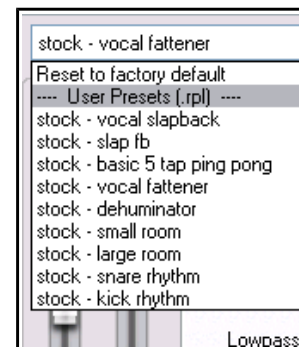 stock - vocal fattener
Reset to factory default
---- User Presets (.rpl) ----
stock - vocal slapback
stock - slap fb
stock - basic 5 tap ping pong
stock - vocal fattener
stock - dehuminator
stock - small room
stock - large room
stock - snare rhythm
stock - kick rhythm
Lowpass